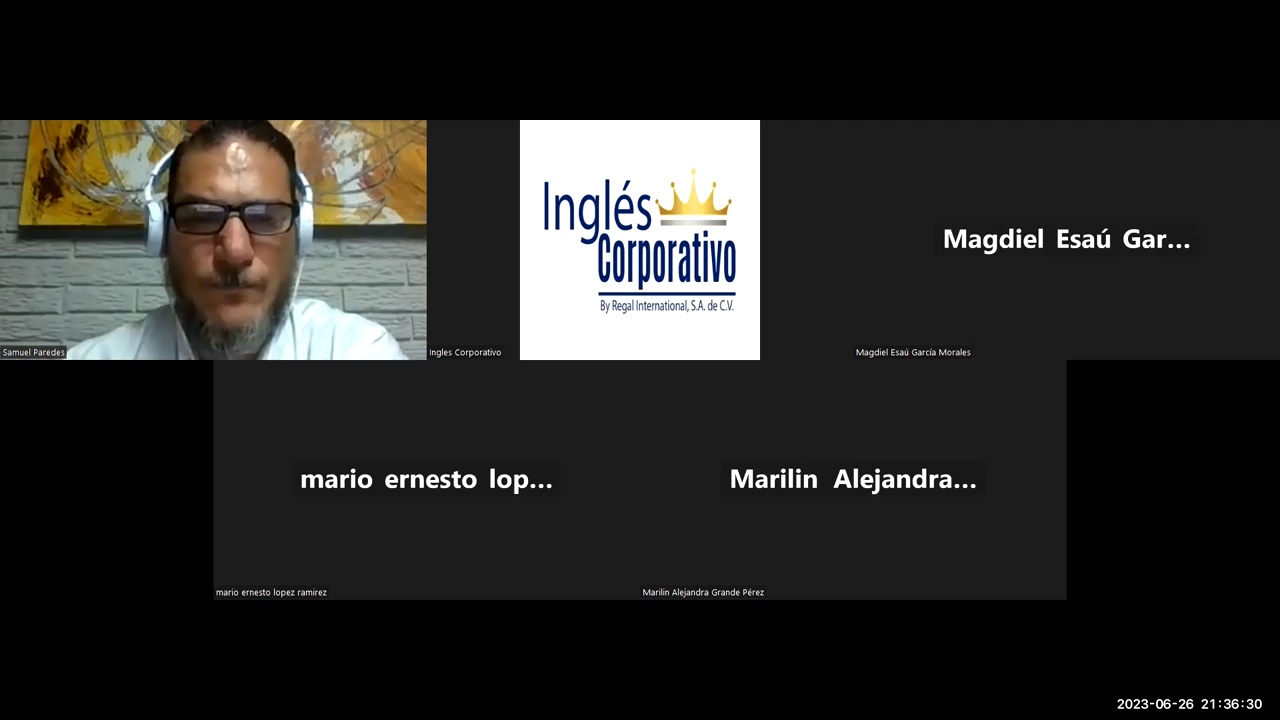 Inglés
Corporativo
By Regal International, S.A. de C.V.
Magdiel Esaú Gar...
Samuel Paredes
Ingles Corporativo
Magdiel Esaú García Morales
mario ernesto lop...
Marilin Alejandra...
mario ernesto lopez ramirez
Marilin Alejandra Grande Pérez
2023-06-26 21:36:30